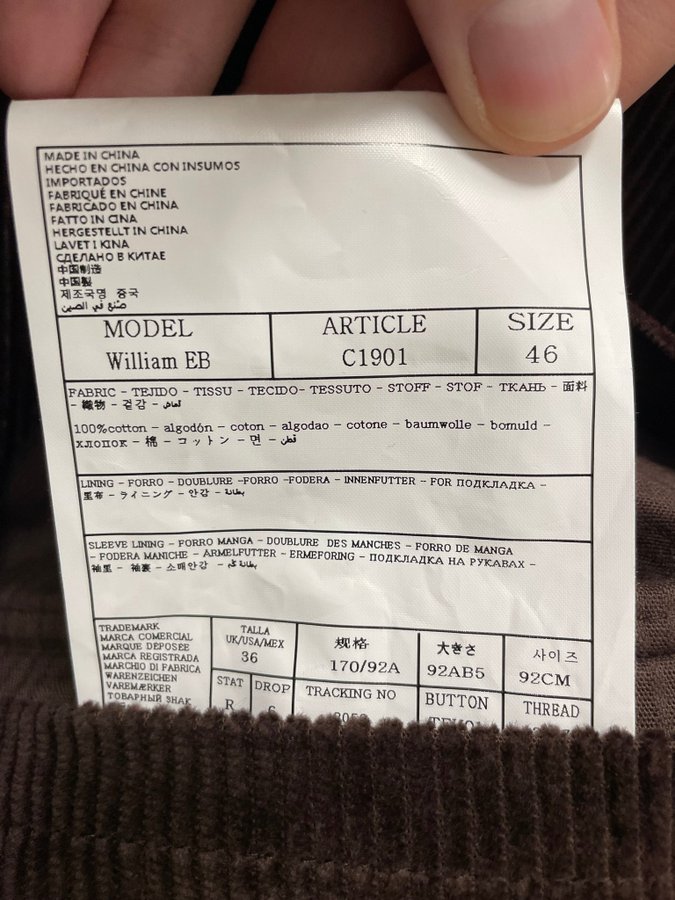 MADE IN CHINA
HECHO EN CHINA CON INSUMOS
IMPORTADOS
FABRIQUÉ EN CHINE
FABRICADO EN CHINA
FATTO IN CINA
HERGESTELLT IN CHINA
LAVET I KINA
СДЕЛАНО В КИТАЕ
中国制造
中国製
제조국명 중국
صنع في الصين
MODEL
William EB
ARTICLE
C1901
SIZE
46
FABRIC - TEJIDO - TISSU - TECIDO- TESSUTO - STOFF - STOF - ТКАНЬ - 面料
- 織物 - 겉감 - قماش
100%cotton - algodón - coton - algodao - cotone - baumwolle - bomuld -
хлопок - 棉 - コットン - 면 - قطن
LINING - FORRO - DOUBLURE -FORRO -FODERA - INNENFUTTER - FOR ПОДКЛАДКА -
里布 - ライニング - 안감 - بطانة
SLEEVE LINING - FORRO MANGA - DOUBLURE DES MANCHES - FORRO DE MANGA
- FODERA MANICHE - ARMELFUTTER - ERMEFORING - ПОДКЛАДКА НА РУКАВАХ -
袖里 - 袖裏 - 소매안감 - بطانة كم
TRADEMARK
MARCA COMERCIAL
MARQUE DÉPOSÉE
MARCA REGISTRADA
MARCHIO DI FABRICA
WARENZEICHEN
VAREMÆRKER
ТОВАРНЫЙ ЗНАК
TALLA
UK/USA/MEX
36
规格
170/92A
大きさ
92AB5
사이즈
92CM
STAT
R
DROP
6
TRACKING NO
BUTTON
THREAD